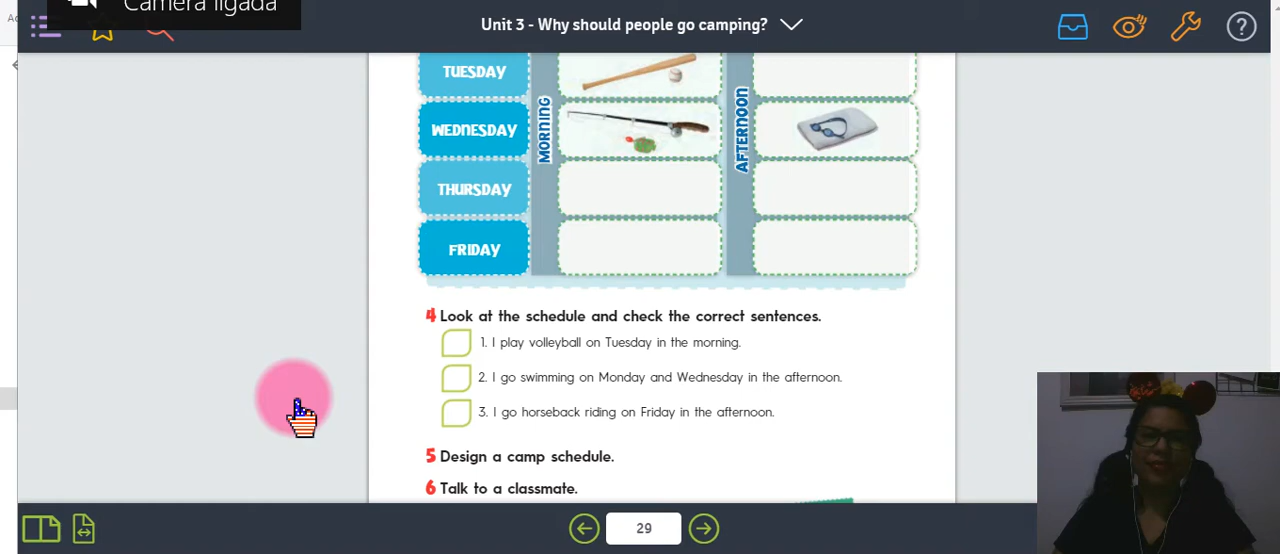 Câmera ligada
Unit 3 - Why should people go camping?
TUESDAY
WEDNESDAY
THURSDAY
FRIDAY
MORNING
AFTERNOON
4 Look at the schedule and check the correct sentences.
1. I play volleyball on Tuesday in the morning.
2. I go swimming on Monday and Wednesday in the afternoon.
3. I go horseback riding on Friday in the afternoon.
5 Design a camp schedule.
6 Talk to a classmate.
29